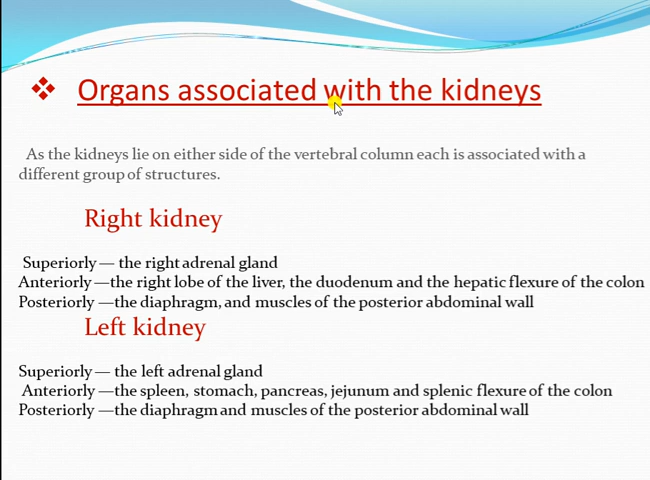 Organs associated with the kidneys
As the kidneys lie on either side of the vertebral column each is associated with a
different group of structures.
Right kidney
Superiorly — the right adrenal gland
Anteriorly —the right lobe of the liver, the duodenum and the hepatic flexure of the colon
Posteriorly —the diaphragm, and muscles of the posterior abdominal wall
Left kidney
Superiorly — the left adrenal gland
Anteriorly —the spleen, stomach, pancreas, jejunum and splenic flexure of the colon
Posteriorly —the diaphragm and muscles of the posterior abdominal wall